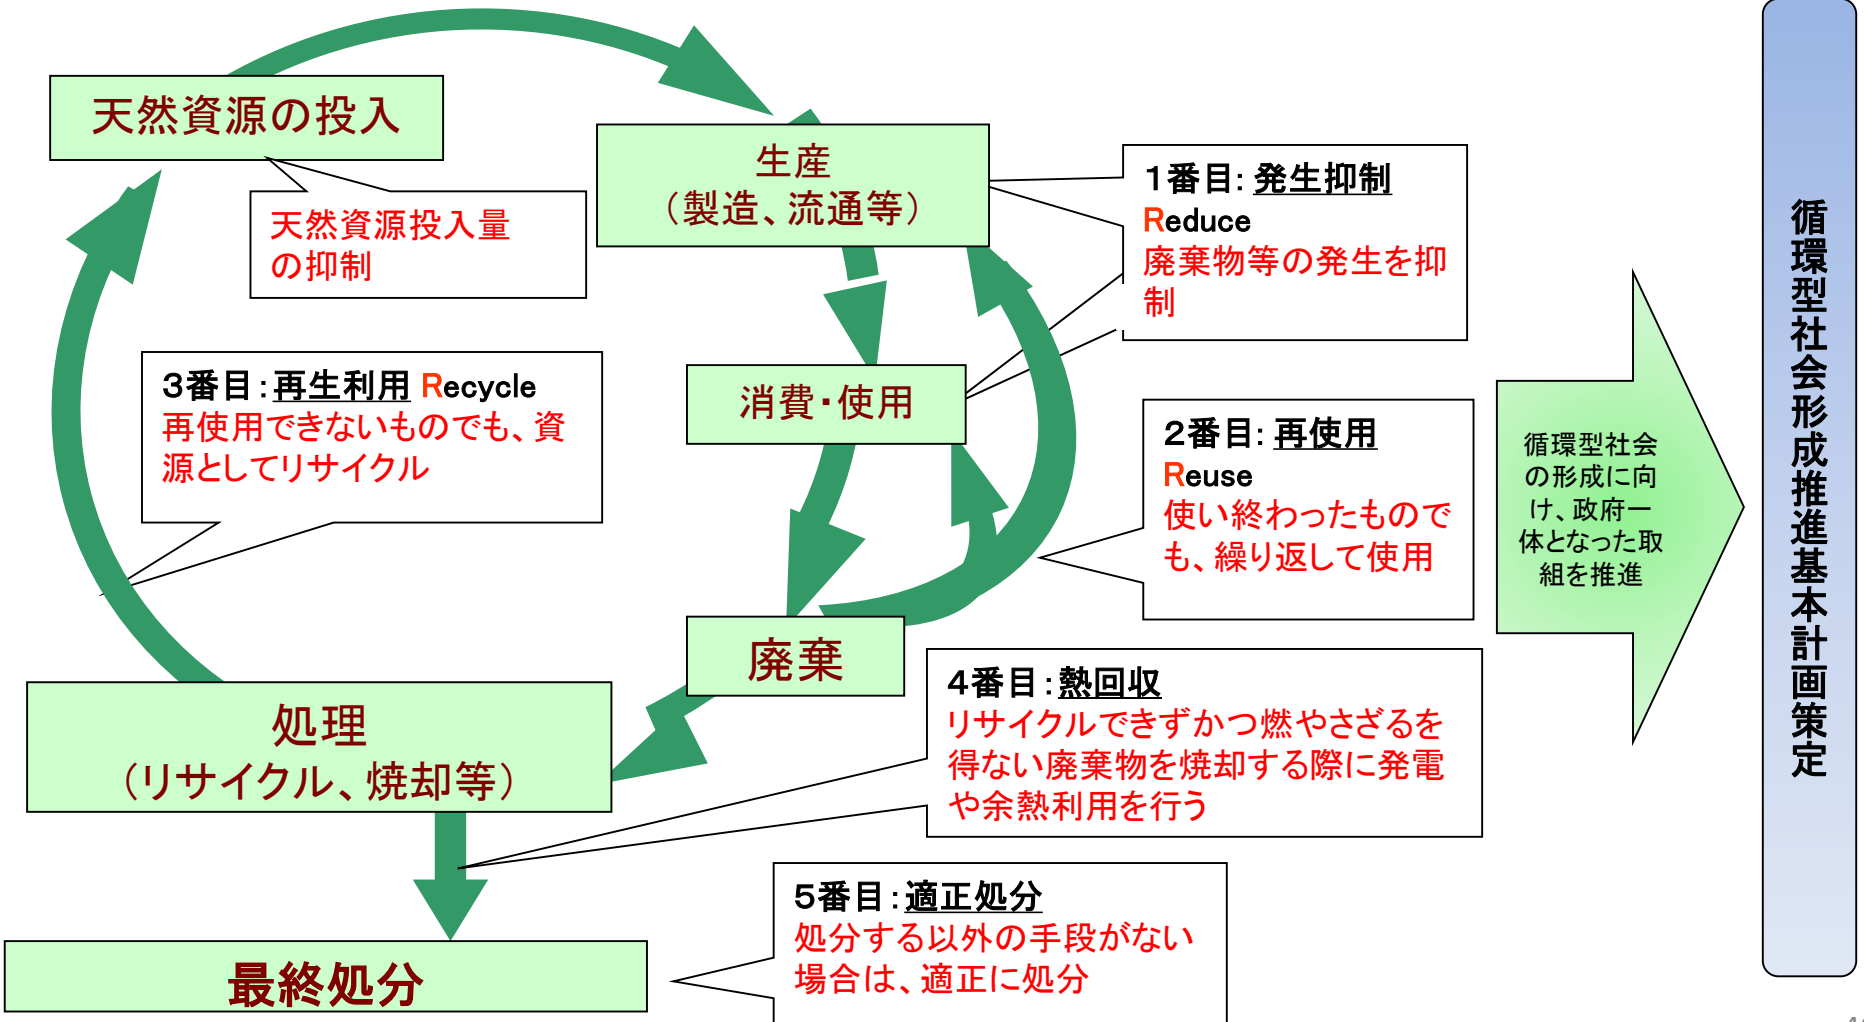 天然資源の投入
天然資源投入量
の抑制
生産
（製造、流通等）
1番目：発生抑制
Reduce
廃棄物等の発生を抑
制
3番目：再生利用 Recycle
再使用できないものでも、資
源としてリサイクル
消費・使用
2番目：再使用
Reuse
使い終わったもので
も、繰り返して使用
廃棄
処理
（リサイクル、焼却等）
4番目：熱回収
リサイクルできずかつ燃やさざるを
得ない廃棄物を焼却する際に発電
や余熱利用を行う
5番目：適正処分
処分する以外の手段がない
場合は、適正に処分
最終処分
循環型社会
の形成に向
け、政府一
体となった取
組を推進
循環型社会形成推進基本計画策定